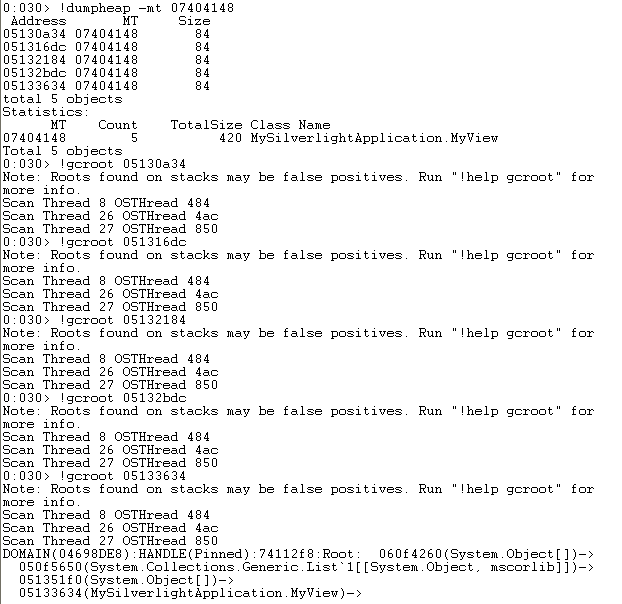 0:030> !dumpheap -mt 07404148
Address MT Size
05130a34 07404148 84
051316dc 07404148 84
05132184 07404148 84
05132bdc 07404148 84
05133634 07404148 84
total 5 objects
Statistics:
MT Count TotalSize Class Name
07404148 5 420 MySilverlightApplication.MyView
Total 5 objects
0:030> !gcroot 05130a34
Note: Roots found on stacks may be false positives. Run "!help gcroot" for
more info.
Scan Thread 8 OSTHread 484
Scan Thread 26 OSTHread 4ac
Scan Thread 27 OSTHread 850
0:030> !gcroot 051316dc
Note: Roots found on stacks may be false positives. Run "!help gcroot" for
more info.
Scan Thread 8 OSTHread 484
Scan Thread 26 OSTHread 4ac
Scan Thread 27 OSTHread 850
0:030> !gcroot 05132184
Note: Roots found on stacks may be false positives. Run "!help gcroot" for
more info.
Scan Thread 8 OSTHread 484
Scan Thread 26 OSTHread 4ac
Scan Thread 27 OSTHread 850
0:030> !gcroot 05132bdc
Note: Roots found on stacks may be false positives. Run "!help gcroot" for
more info.
Scan Thread 8 OSTHread 484
Scan Thread 26 OSTHread 4ac
Scan Thread 27 OSTHread 850
0:030> !gcroot 05133634
Note: Roots found on stacks may be false positives. Run "!help gcroot" for
more info.
Scan Thread 8 OSTHread 484
Scan Thread 26 OSTHread 4ac
Scan Thread 27 OSTHread 850
DOMAIN(04698DE8):HANDLE(Pinned):74112f8:Root: 060f4260(System.Object[])->
050f5650(System.Collections.Generic.List`1[[System.Object, mscorlib]])->
051351f0(System.Object[])->
05133634(MySilverlightApplication.MyView)->